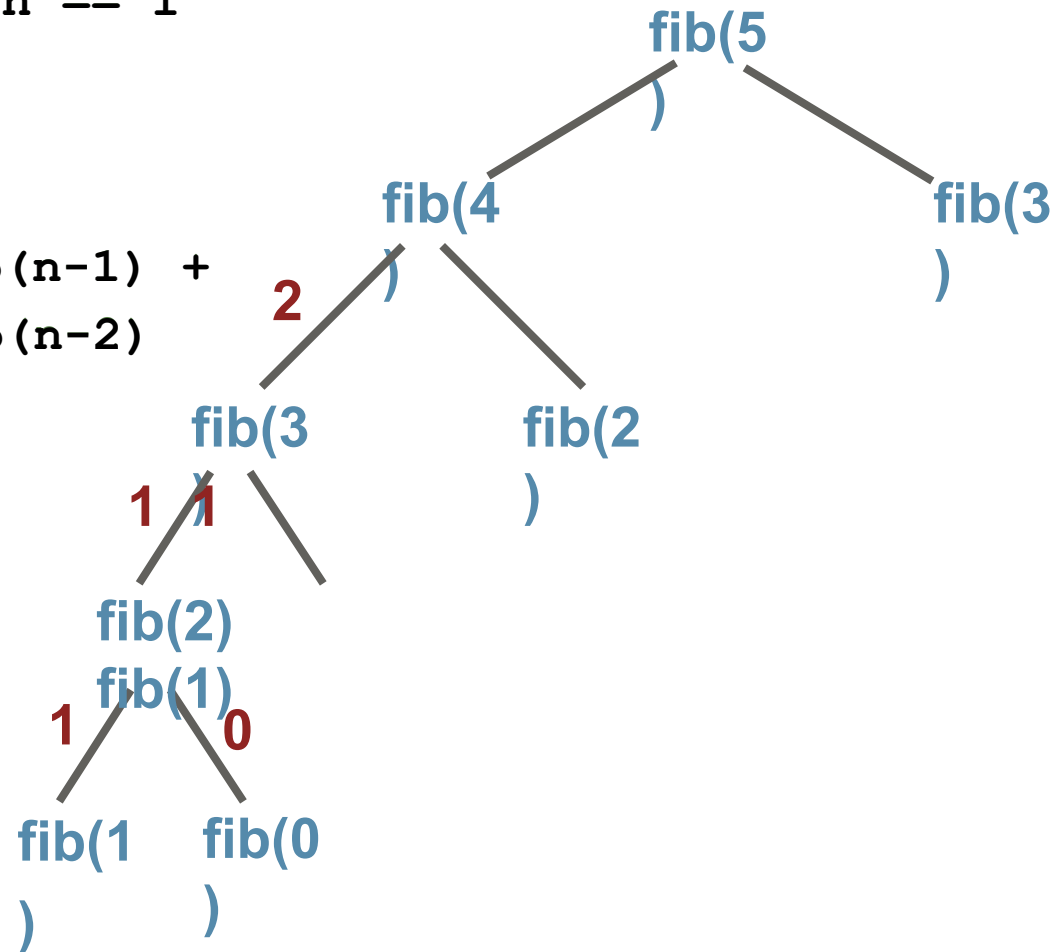 n == 1
fib(5
)
fib(4
)
fib(3
)
(n-1) +
(n-2)
2
fib(3
)
fib(2
)
1 1
fib(2)
fib(1)
1
0
fib(1
)
fib(0
)